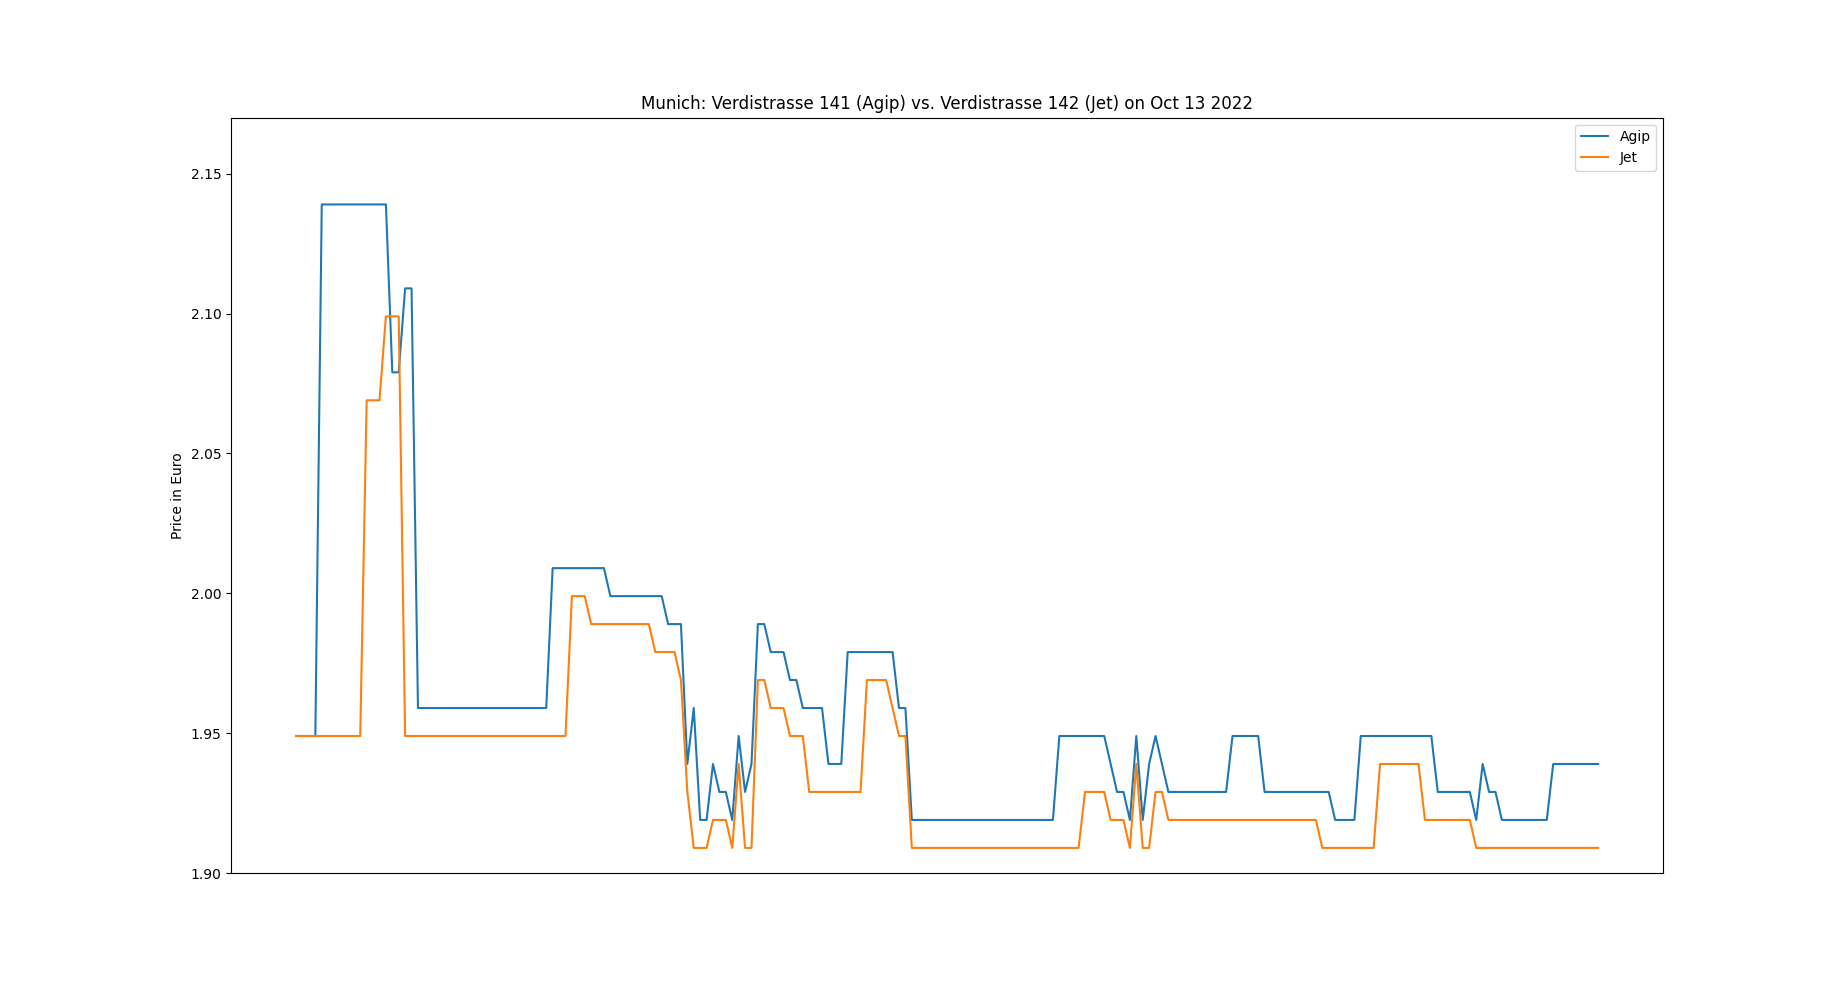 Munich: Verdistrasse 141 (Agip) vs. Verdistrasse 142 (Jet) on Oct 13 2022
Agip
Jet
2.15
2.10
2.05
2.00
1.95
1.90
Price in Euro